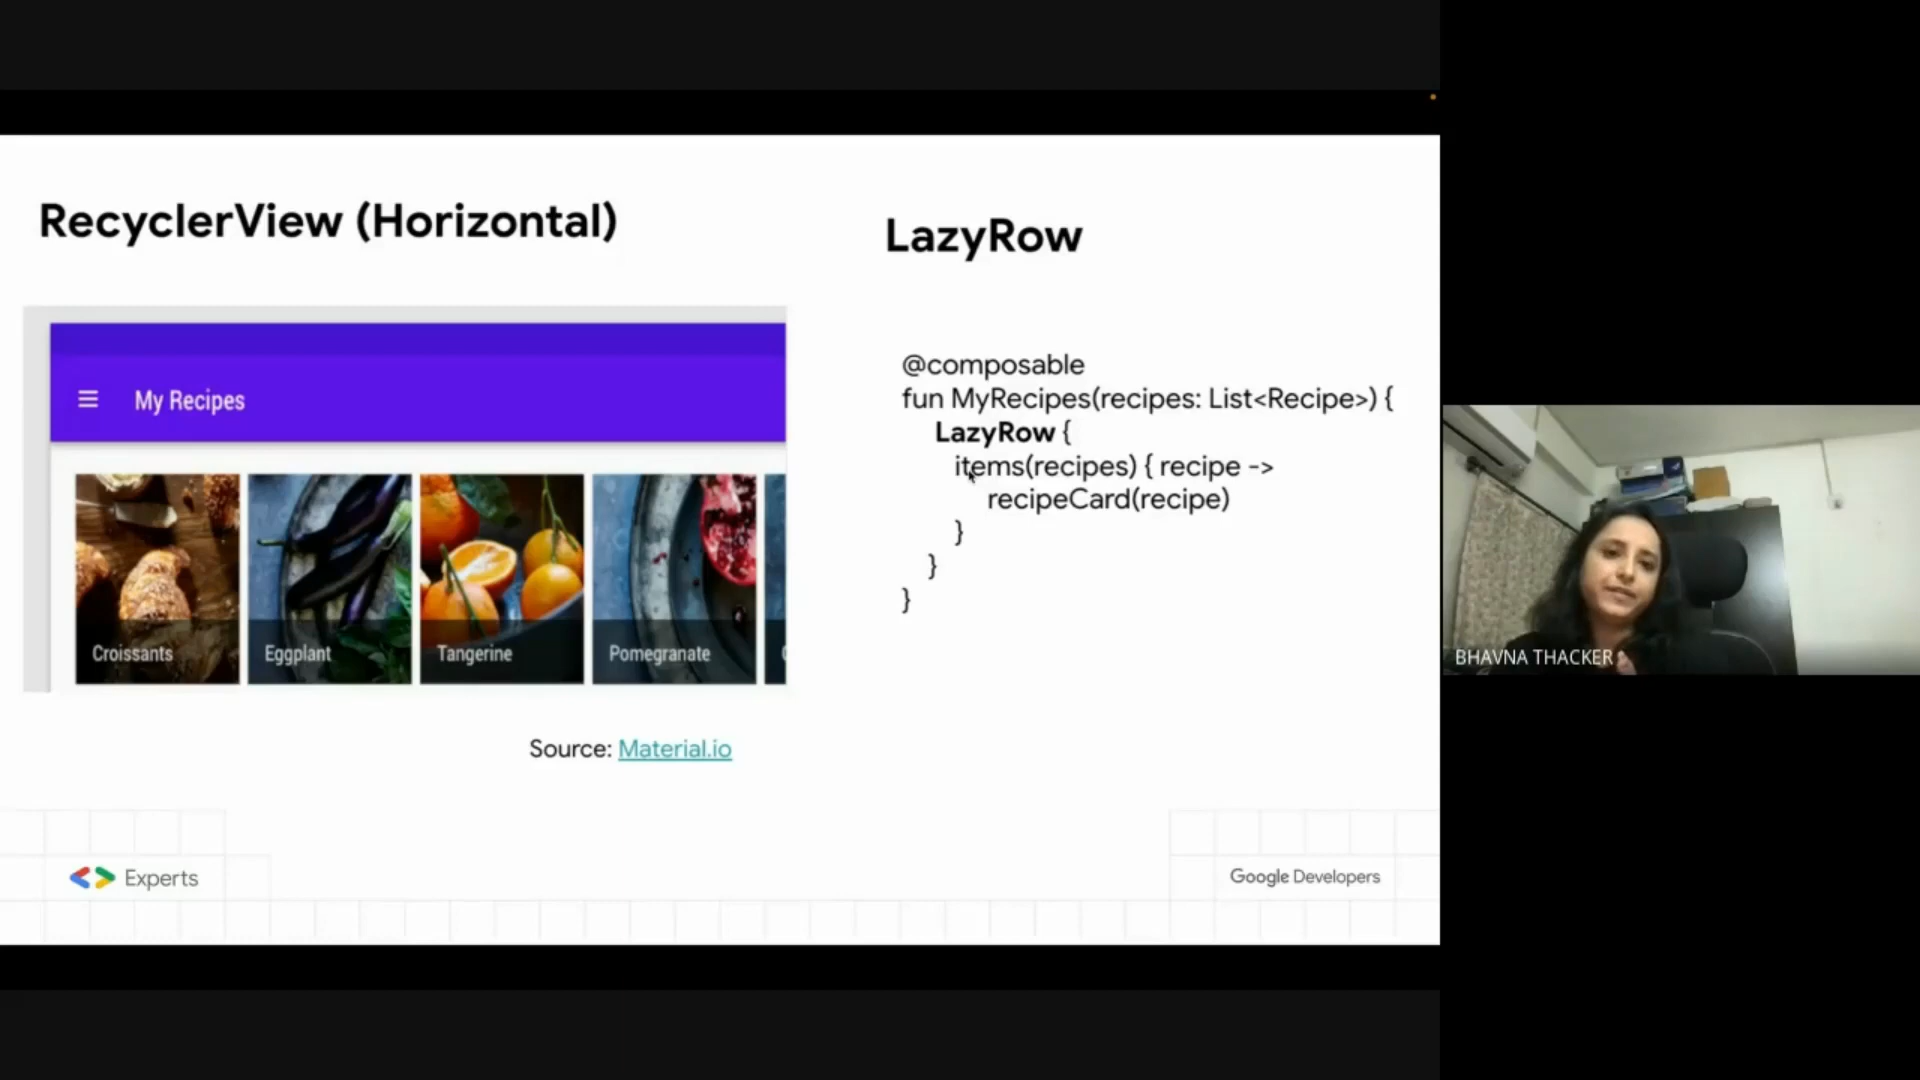 RecyclerView (Horizontal)
My Recipes
Croissants
Eggplant
Tangerine
Pomegranate
Source: Material.io
LazyRow
@composable
fun MyRecipes(recipes: List<Recipe>) {
LazyRow {
items(recipes) { recipe ->
recipeCard(recipe)
}
}
}
Experts
Google Developers
BHAVNA THACKER